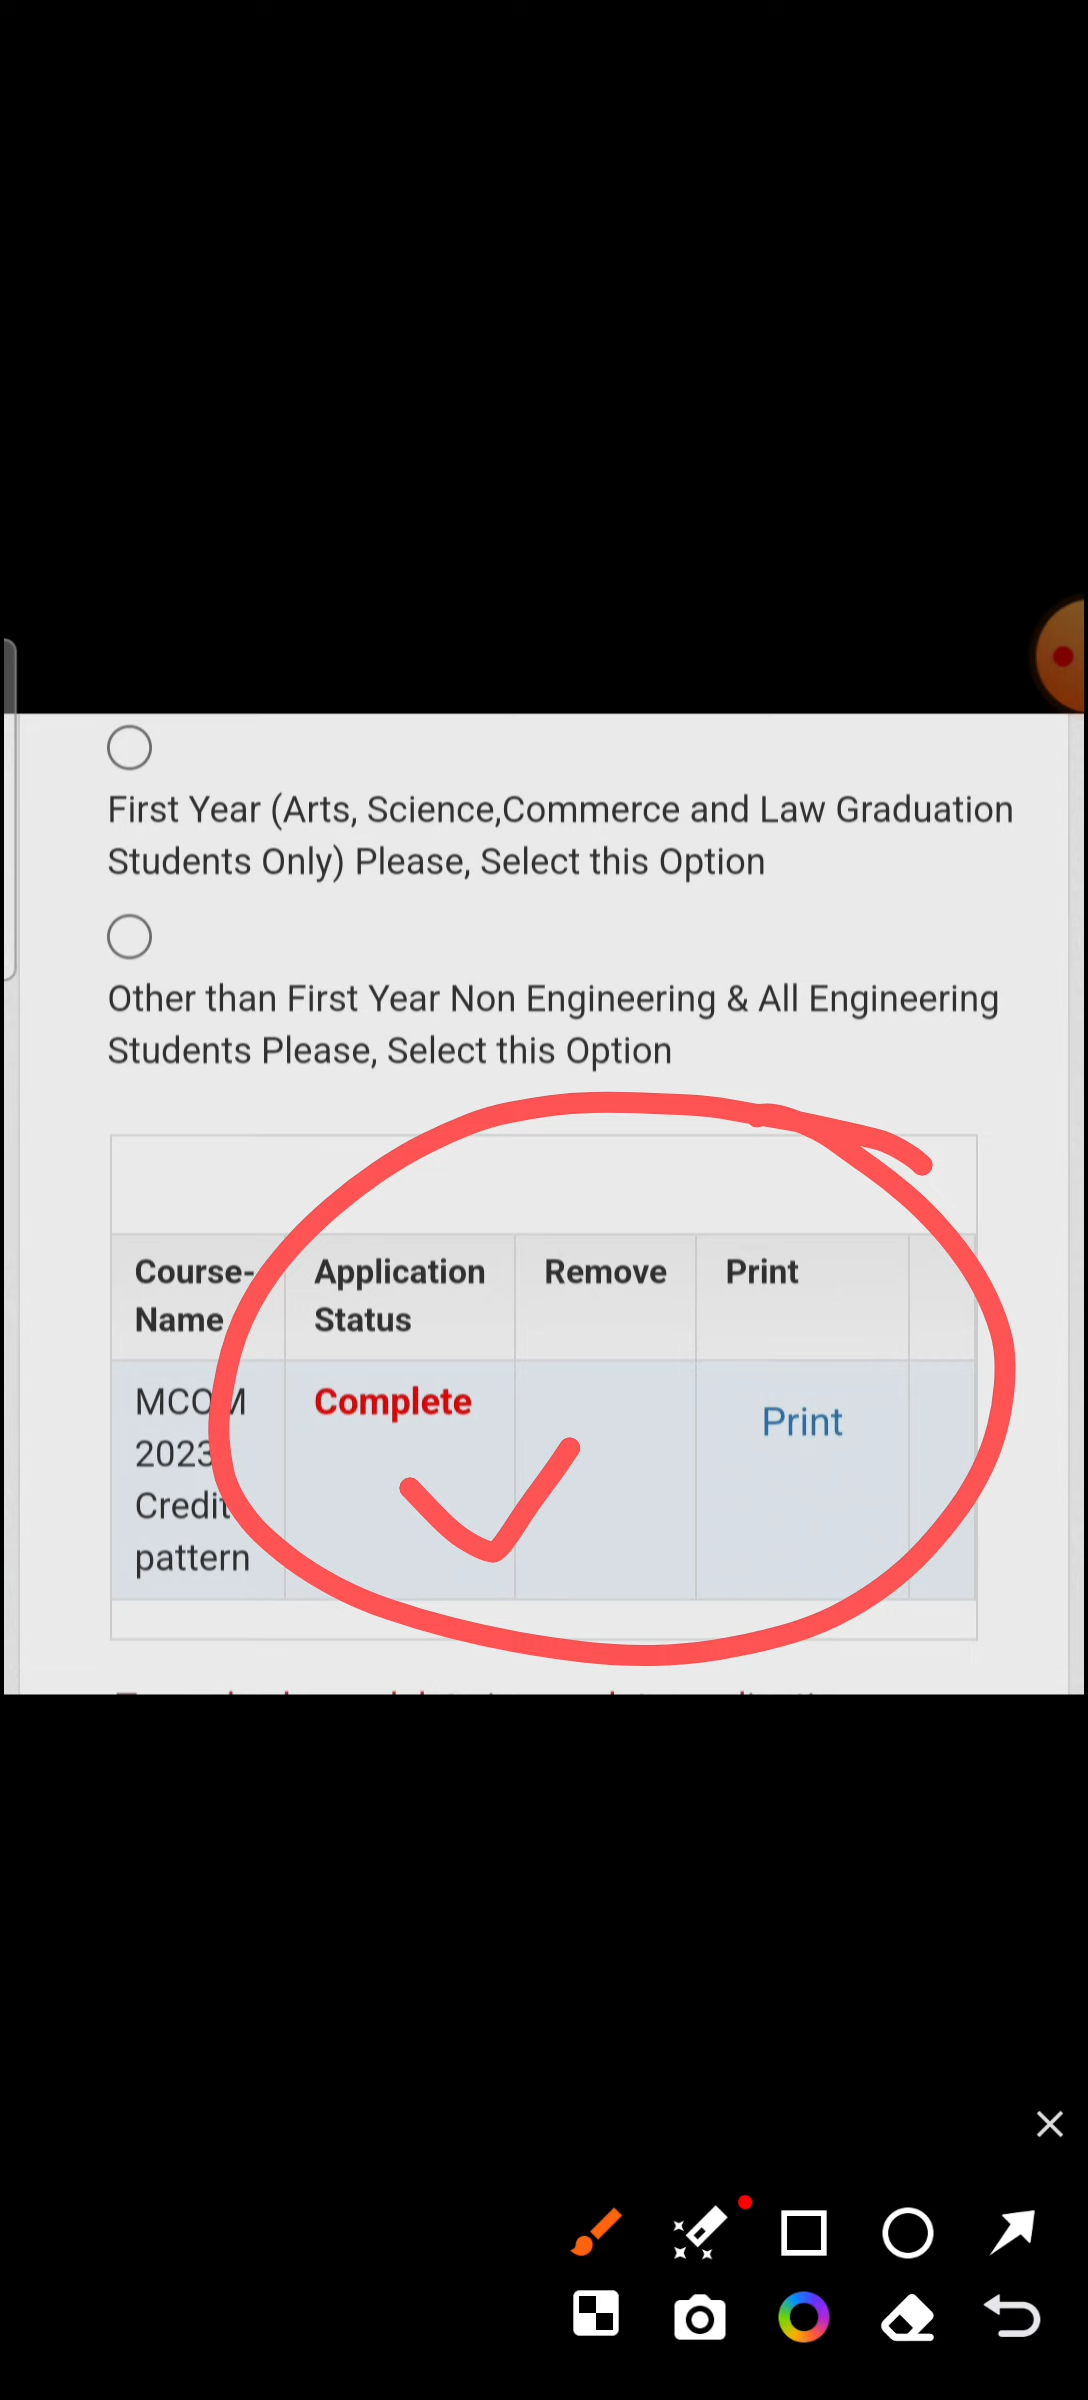 First Year (Arts, Science,Commerce and Law Graduation
Students Only) Please, Select this Option
Other than First Year Non Engineering & All Engineering
Students Please, Select this Option
Course-Name Application Status Remove Print
MCOM 2023 Credit pattern Complete Print